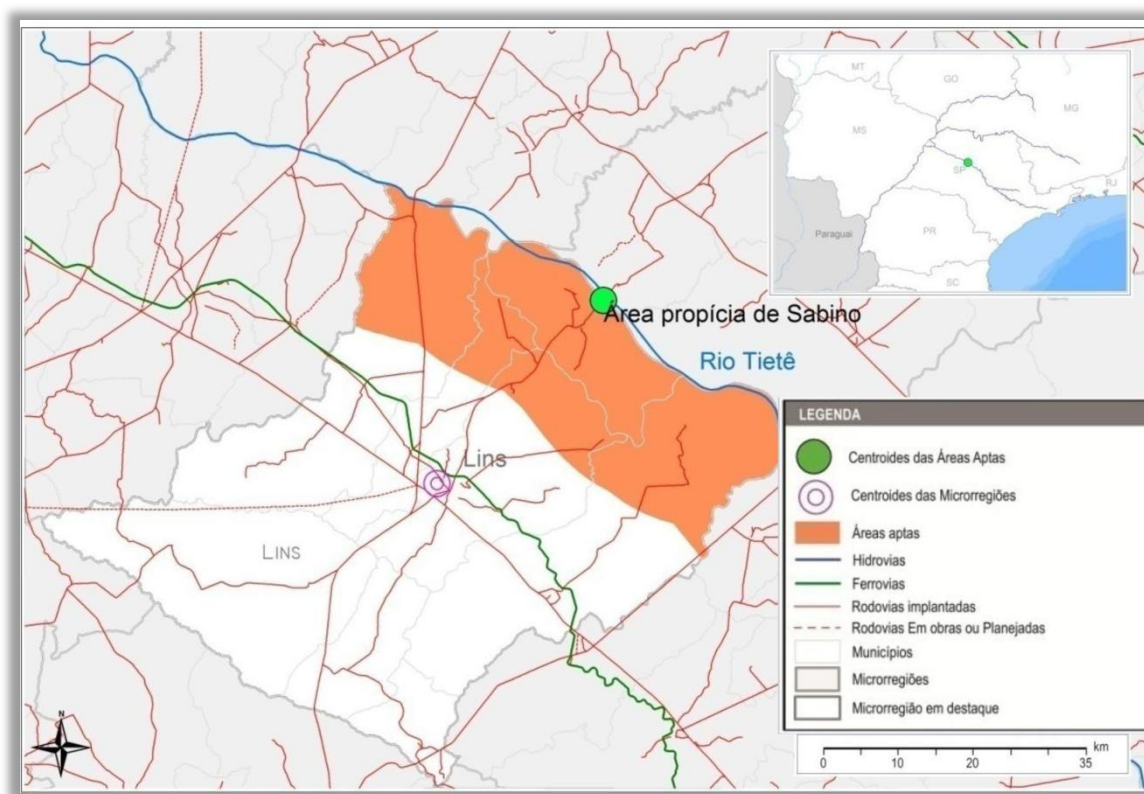 MT
GO
MG
MS
SP
RJ
Paraguai
PR
SC
Área propícia de Sabino
Rio Tietê
Lins
LINS
LEGENDA
Centroides das Áreas Aptas
Centroides das Microrregiões
Áreas aptas
Hidrovias
Ferrovias
Rodovias implantadas
Rodovias Em obras ou Planejadas
Municípios
Microrregiões
Microrregião em destaque
N
km
0 10 20 35